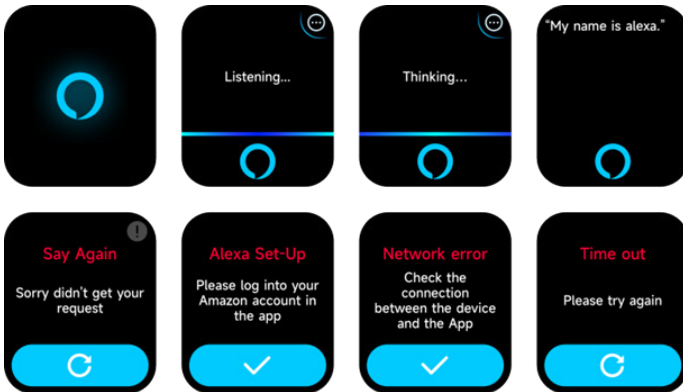 Listening...
Thinking...
“My name is alexa.”
Say Again
Sorry didn't get your
request
Alexa Set-Up
Please log into your
Amazon account in
the app
Network error
Check the
connection
between the device
and the App
Time out
Please try again